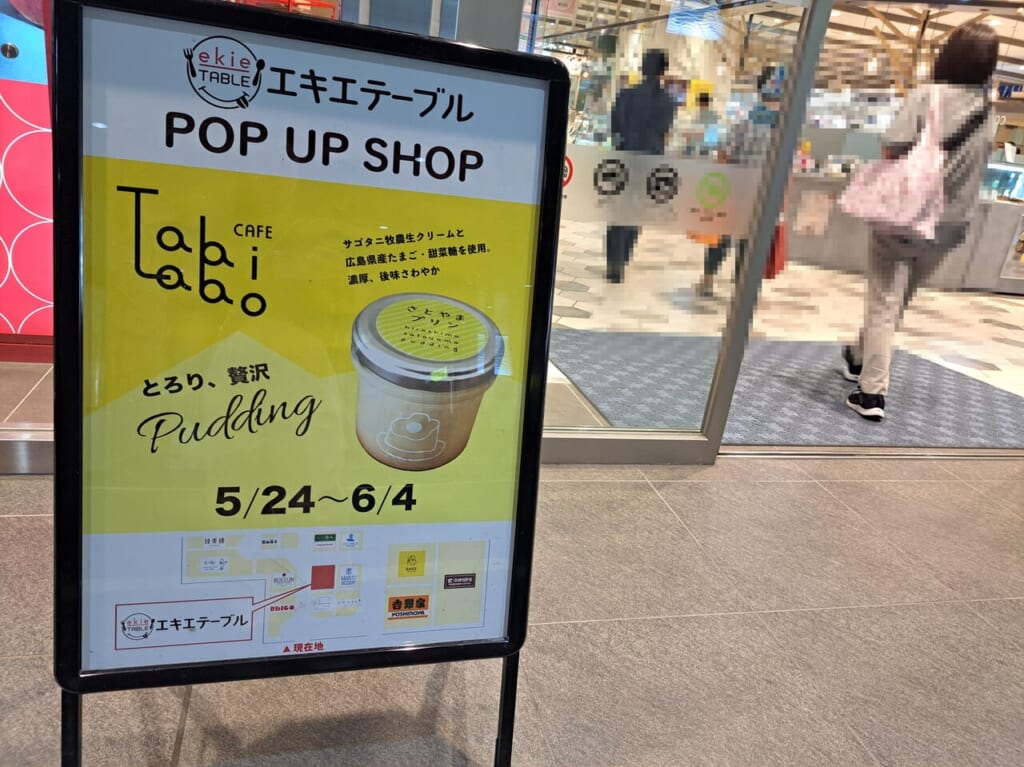 ekie
TABLE
エキエテーブル
POP UP SHOP
Tabi
CAFE
Labo
サゴタニ牧農生クリームと
広島県産たまご・甜菜糖を使用。
濃厚、後味さわやか
さとやま
プリン
hiroshima
satoyama
pudding
とろり、贅沢
Pudding
5/24〜6/4
吉野家
YOSHINOYA
ekie
TABLE
エキエテーブル
▲現在地